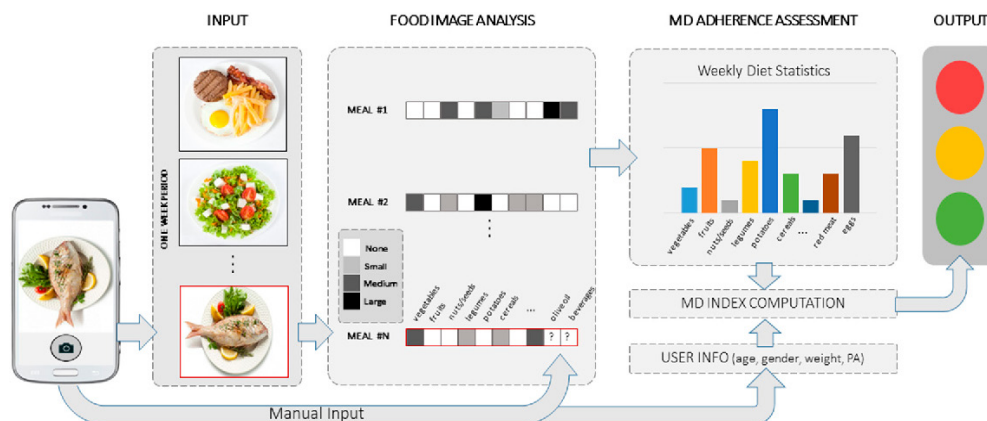 INPUT
FOOD IMAGE ANALYSIS
MD ADHERENCE ASSESSMENT
OUTPUT
ONE WEEK PERIOD
MEAL #1
MEAL #2
None
Small
Medium
Large
vegetables
fruits
nuts/seeds
legumes
potatoes
cereals
...
olive oil
beverages
MEAL #N
? ?
Weekly Diet Statistics
vegetables
fruits
nuts/seeds
legumes
potatoes
cereals
...
red meat
eggs
MD INDEX COMPUTATION
USER INFO (age, gender, weight, PA)
Manual Input